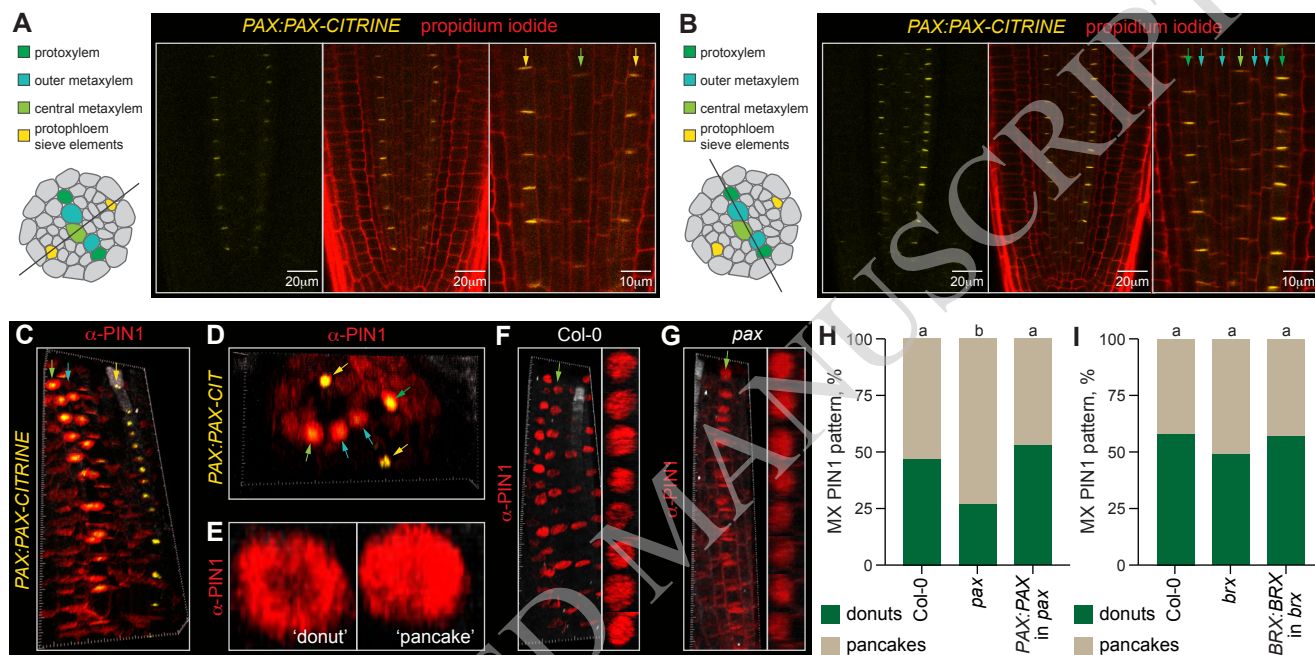 A
PAX:PAX-CITRINE propidium iodide
protoxylem
outer metaxylem
central metaxylem
protophloem
sieve elements
20μm
20μm
10μm
B
PAX:PAX-CITRINE propidium iodide
protoxylem
outer metaxylem
central metaxylem
protophloem
sieve elements
20μm
20μm
10μm
C
α-PIN1
PAX:PAX-CITRINE
D
α-PIN1
PAX:PAX-CIT
E
α-PIN1
'donut'
'pancake'
F
Col-0
α-PIN1
G
pax
α-PIN1
H
MX PIN1 pattern, %
100
75
50
25
0
a
b
a
Col-0
pax
PAX:PAX
in pax
donuts
pancakes
I
MX PIN1 pattern, %
100
75
50
25
0
a
a
a
Col-0
brx
BRX:BRX
in brx
donuts
pancakes
D MANUSCRIPT